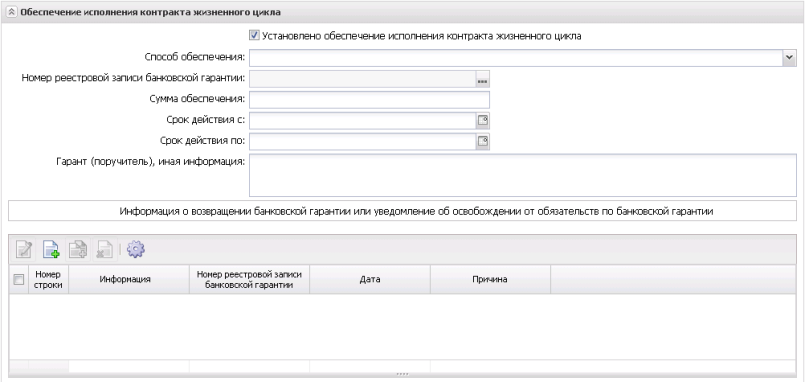 Обеспечение исполнения контракта жизненного цикла
Установлено обеспечение исполнения контракта жизненного цикла
Способ обеспечения:
Номер реестровой записи банковской гарантии:
Сумма обеспечения:
Срок действия с:
Срок действия по:
Гарант (поручитель), иная информация:
Информация о возвращении банковской гарантии или уведомление об освобождении от обязательств по банковской гарантии
Номер строки Информация Номер реестровой записи банковской гарантии Дата Причина